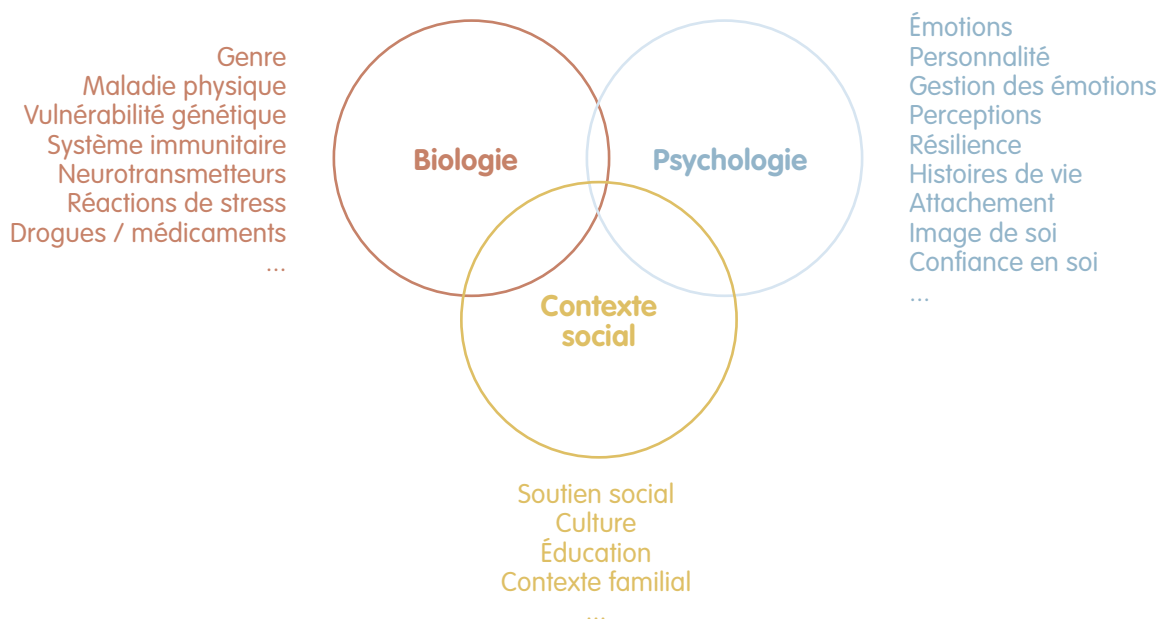 Genre
Maladie physique
Vulnérabilité génétique
Système immunitaire
Neurotransmetteurs
Réactions de stress
Drogues / médicaments
...
Biologie
Psychologie
Émotions
Personnalité
Gestion des émotions
Perceptions
Résilience
Histoires de vie
Attachement
Image de soi
Confiance en soi
...
Contexte
social
Soutien social
Culture
Éducation
Contexte familial
...